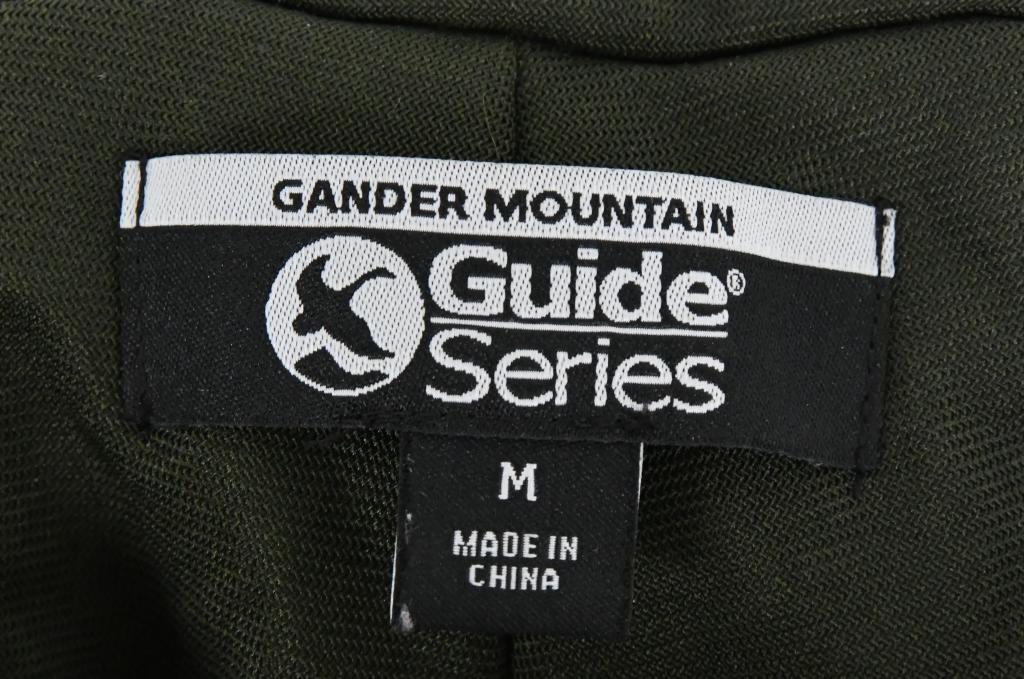 GANDER MOUNTAIN
Guide®
Series
M
MADE IN
CHINA